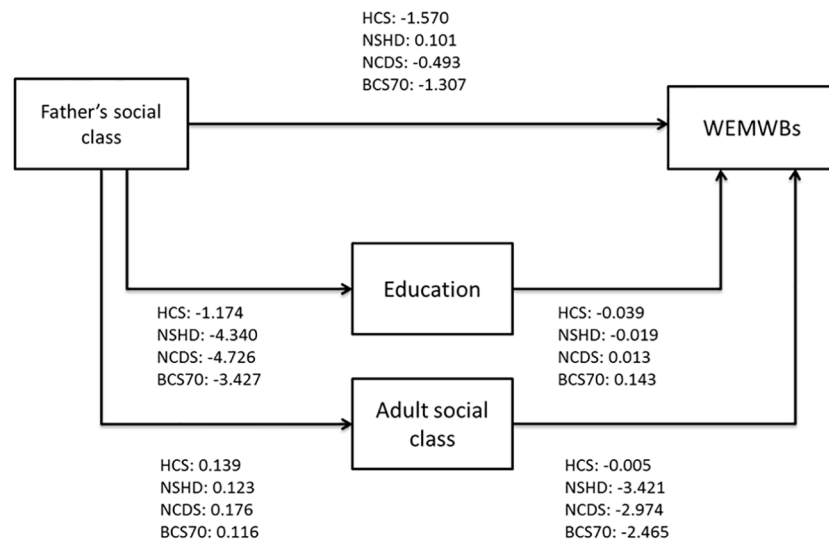 HCS: -1.570
NSHD: 0.101
NCDS: -0.493
BCS70: -1.307
Father's social
class
WEMWBs
Education
HCS: -1.174
NSHD: -4.340
NCDS: -4.726
BCS70: -3.427
HCS: -0.039
NSHD: -0.019
NCDS: 0.013
BCS70: 0.143
Adult social
class
HCS: 0.139
NSHD: 0.123
NCDS: 0.176
BCS70: 0.116
HCS: -0.005
NSHD: -3.421
NCDS: -2.974
BCS70: -2.465